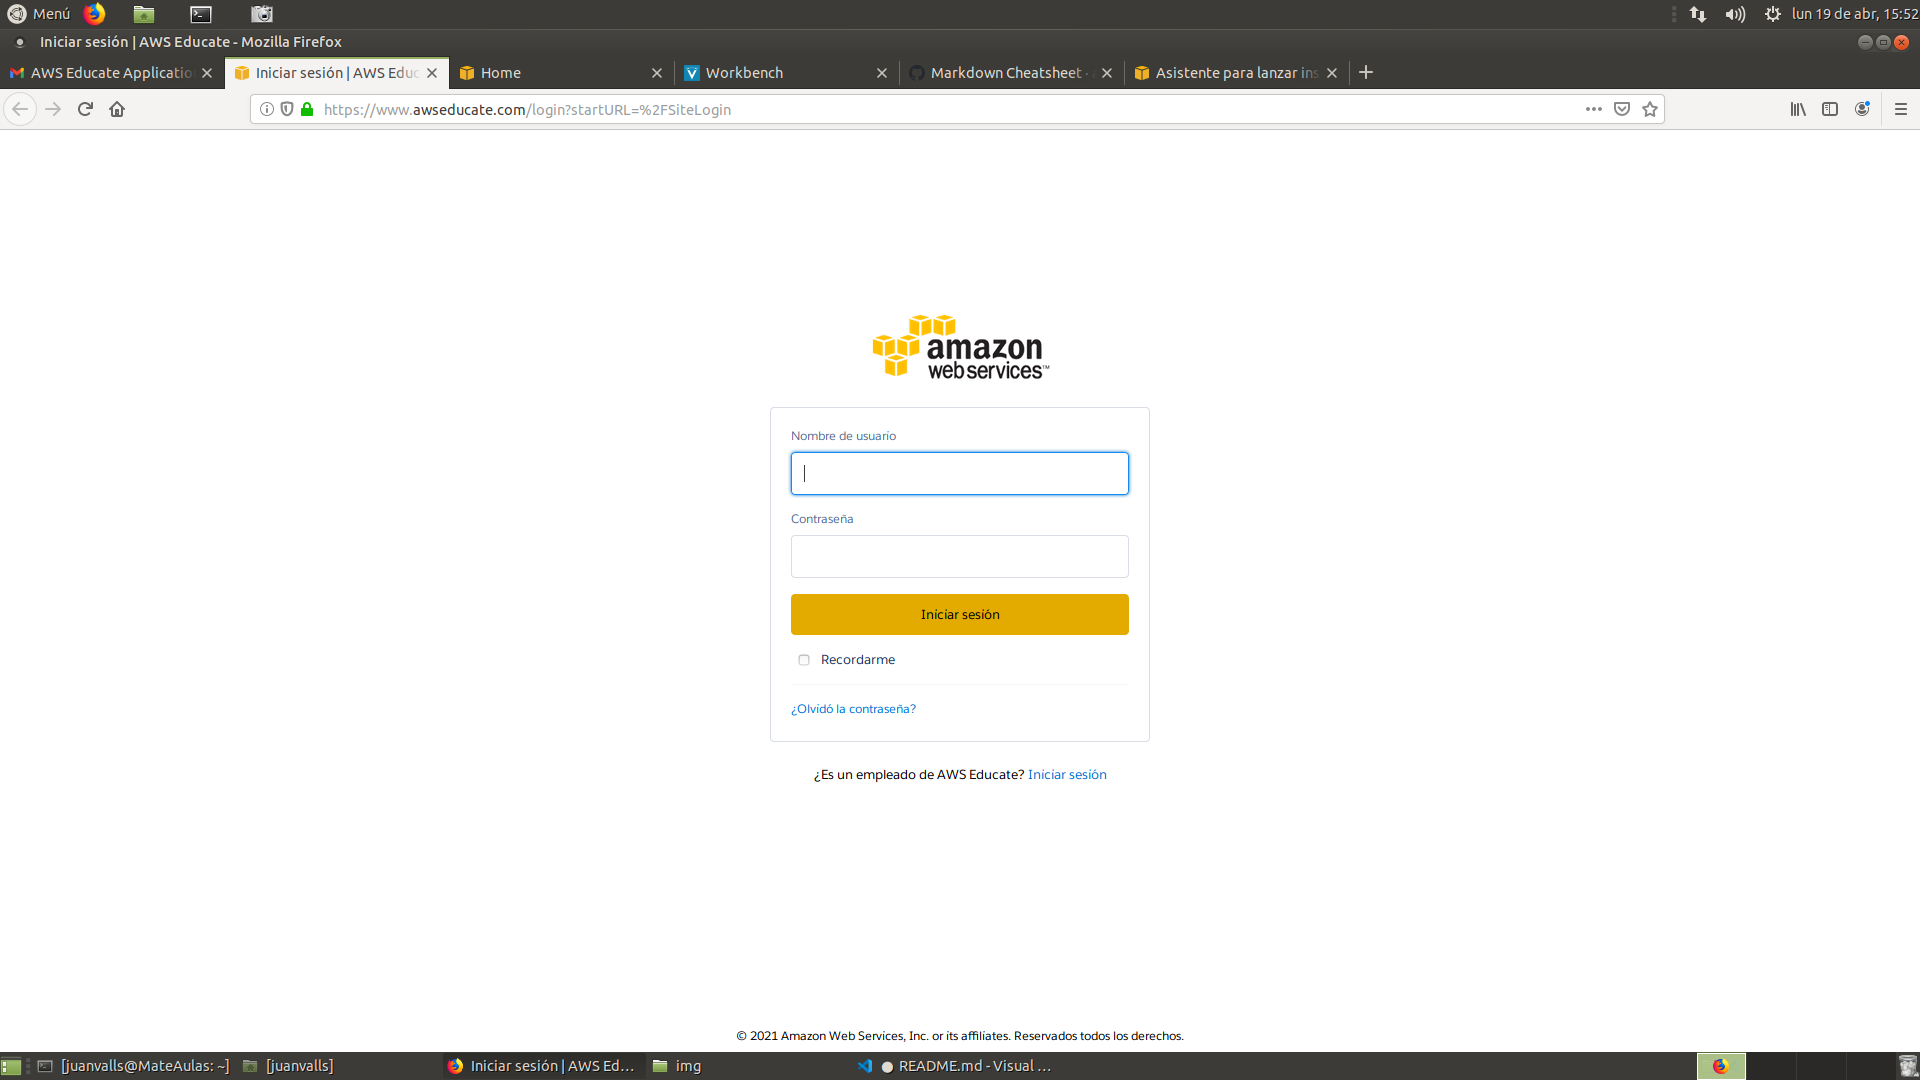 Menú
lun 19 de abr, 15:52
Iniciar sesión | AWS Educate - Mozilla Firefox
AWS Educate Applicatio
Iniciar sesión | AWS Educ
Home
Workbench
Markdown Cheatsheet ·
Asistente para lanzar ins
https://www.awseducate.com/login?startURL=%2FSiteLogin
amazon
web services™
Nombre de usuario
Contraseña
Iniciar sesión
Recordarme
¿Olvidó la contraseña?
¿Es un empleado de AWS Educate? Iniciar sesión
© 2021 Amazon Web Services, Inc. or its affiliates. Reservados todos los derechos.
[juanvalls@MateAulas: ~]
[juanvalls]
Iniciar sesión | AWS Ed...
img
● README.md - Visual ...